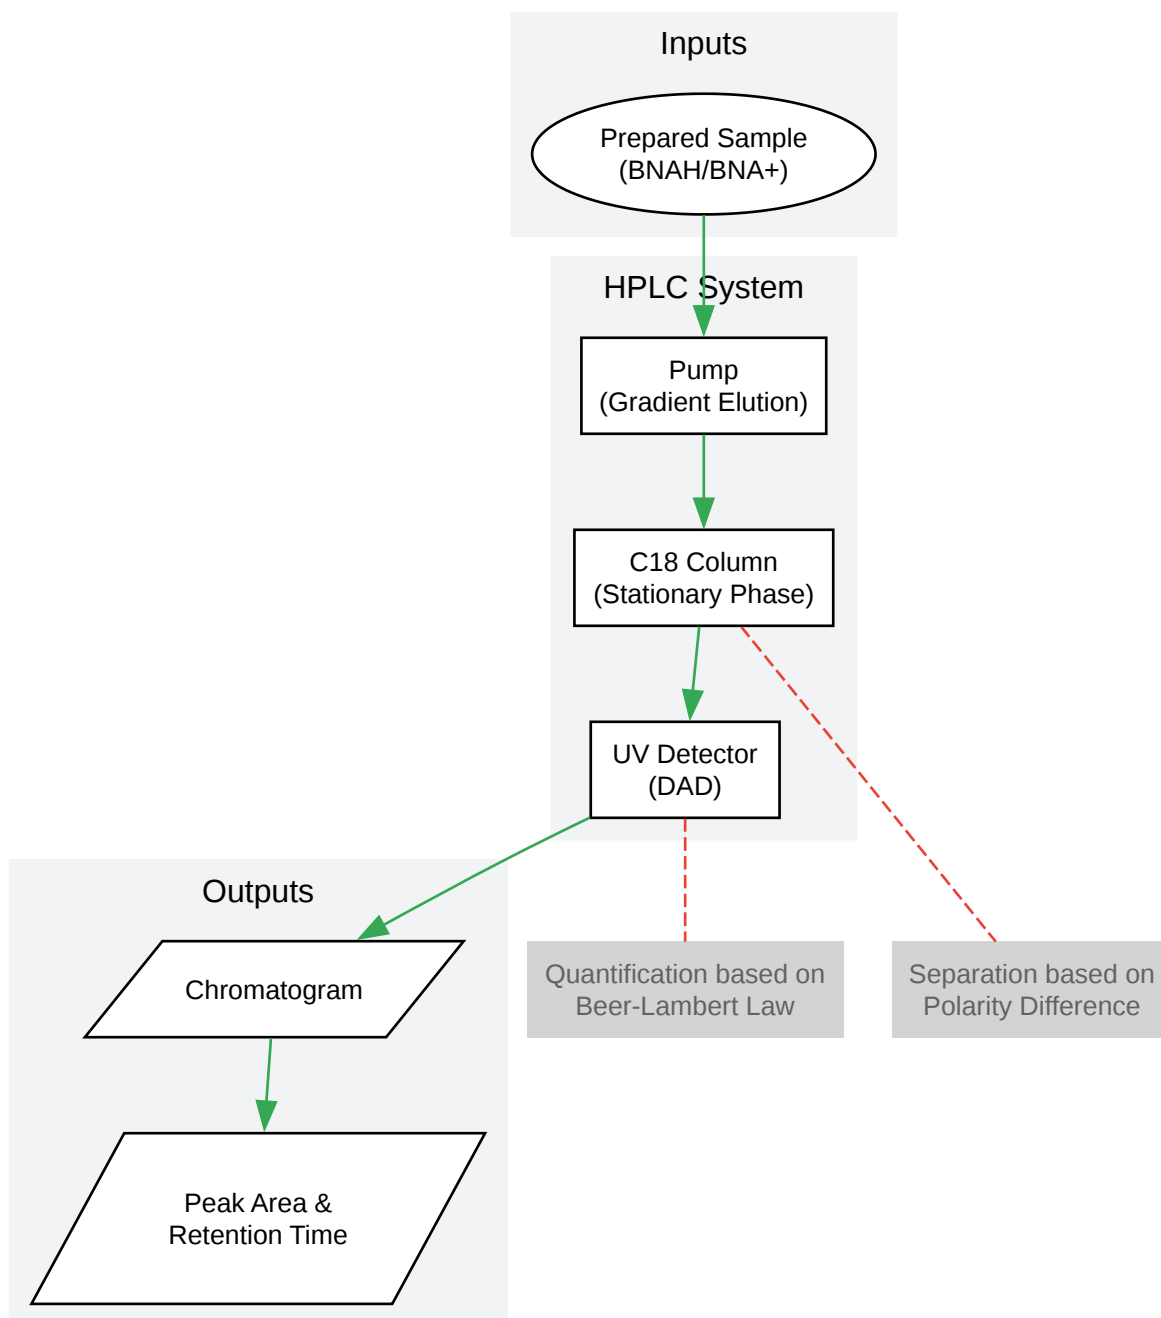 Inputs
Prepared Sample
(BNAH/BNA+)
HPLC System
Pump
(Gradient Elution)
C18 Column
(Stationary Phase)
UV Detector
(DAD)
Outputs
Chromatogram
Quantification based on
Beer-Lambert Law
Separation based on
Polarity Difference
Peak Area &
Retention Time